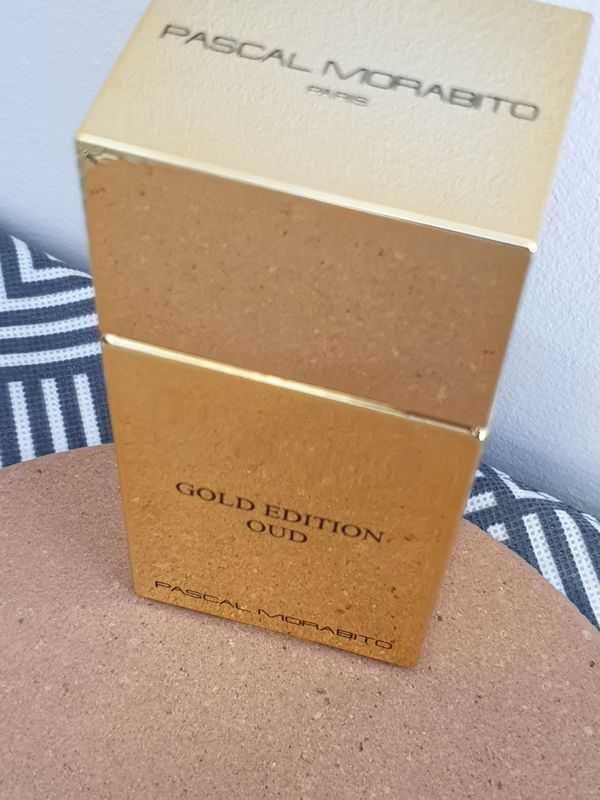 PASCAL MORABITO
PARIS
GOLD EDITION
OUD
PASCAL MORABITO